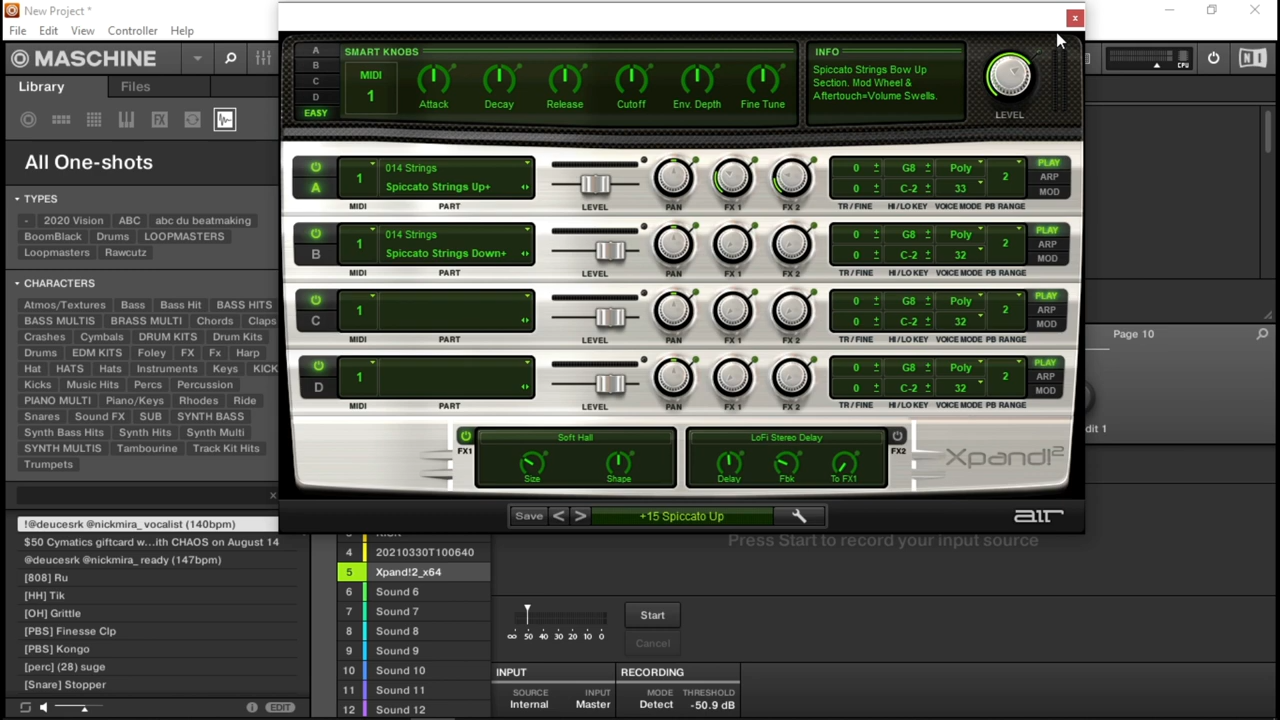 New Project *
File Edit View Controller Help
MASCHINE
Library Files
All One-shots
TYPES
- 2020 Vision ABC abc du beatmaking
BoomBlack Drums LOOPMASTERS
Loopmasters Rawcutz
CHARACTERS
Atmos/Textures Bass Bass Hit BASS HITS
BASS MULTIS BRASS MULTI Chords Claps
Crashes Cymbals DRUM KITS Drum Kits
Drums EDM KITS Foley FX Fx Harp
Hat HATS Hats Instruments Keys KICK
Kicks Music Hits Percs Percussion
PIANO MULTI Piano/Keys Rhodes Ride
Snares Sound FX SUB SYNTH BASS
Synth Bass Hits Synth Hits Synth Multi
SYNTH MULTIS Tambourine Track Kit Hits
Trumpets
!@deucesrk @nickmira_ vocalist (140bpm)
$50 Cymatics giftcard w...ith CHAOS on August 14
@deucesrk @nickmira_ ready (147bpm)
[808] Ru
[HH] Tik
[OH] Grittle
[PBS] Finesse Clp
[PBS] Kongo
[perc] (28) suge
[Snare] Stopper
EDIT
A
B
C
D
EASY
SMART KNOBS
MIDI
1
Attack Decay Release Cutoff Env. Depth Fine Tune
INFO
Spiccato Strings Bow Up
Section. Mod Wheel &
Aftertouch=Volume Swells.
LEVEL
CPU
A
1
014 Strings
Spiccato Strings Up+
0 G8 Poly 2 PLAY
ARP
0 C-2 33 MOD
MIDI PART LEVEL PAN FX 1 FX 2 TR / FINE HI / LO KEY VOICE MODE PB RANGE
B
1
014 Strings
Spiccato Strings Down+
0 G8 Poly 2 PLAY
ARP
0 C-2 32 MOD
MIDI PART LEVEL PAN FX 1 FX 2 TR / FINE HI / LO KEY VOICE MODE PB RANGE
C
1
0 G8 Poly 2 PLAY
ARP
0 C-2 32 MOD
MIDI PART LEVEL PAN FX 1 FX 2 TR / FINE HI / LO KEY VOICE MODE PB RANGE
D
1
0 G8 Poly 2 PLAY
ARP
0 C-2 32 MOD
MIDI PART LEVEL PAN FX 1 FX 2 TR / FINE HI / LO KEY VOICE MODE PB RANGE
FX1
Soft Hall
Size Shape
LoFi Stereo Delay
Delay Fbk To FX1
FX2
Xpand!2
Save < > +15 Spiccato Up
air
Page 10
4 20210330T100640
5 Xpand!2_x64
6 Sound 6
7 Sound 7
8 Sound 8
9 Sound 9
10 Sound 10
11 Sound 11
12 Sound 12
Press Start to record your input source
∞ 50 40 30 20 10 0
Start
Cancel
INPUT RECORDING
SOURCE INPUT MODE THRESHOLD
Internal Master Detect -50.9 dB